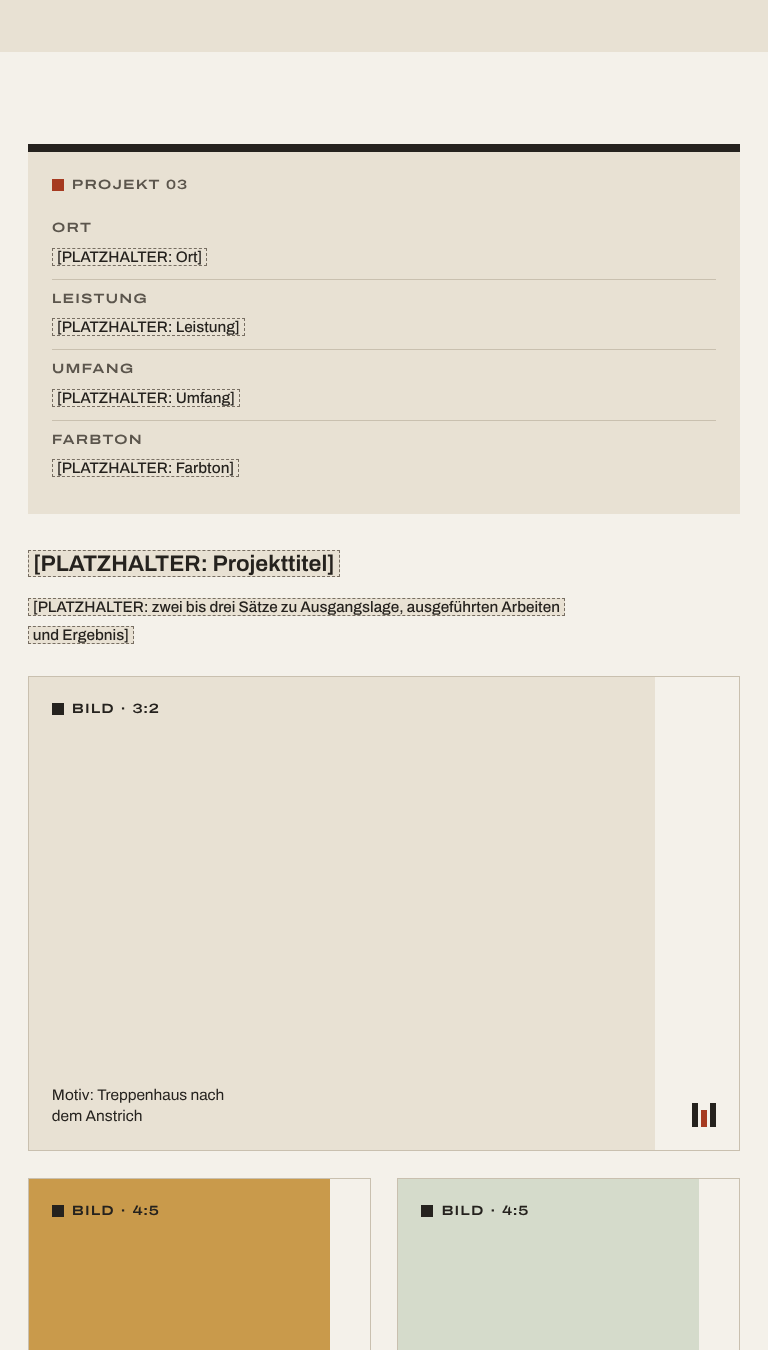 PROJEKT 03
ORT
[PLATZHALTER: Ort]
LEISTUNG
[PLATZHALTER: Leistung]
UMFANG
[PLATZHALTER: Umfang]
FARBTON
[PLATZHALTER: Farbton]
[PLATZHALTER: Projekttitel]
[PLATZHALTER: zwei bis drei Sätze zu Ausgangslage, ausgeführten Arbeiten
und Ergebnis]
BILD · 3:2
Motiv: Treppenhaus nach
dem Anstrich
BILD · 4:5
BILD · 4:5